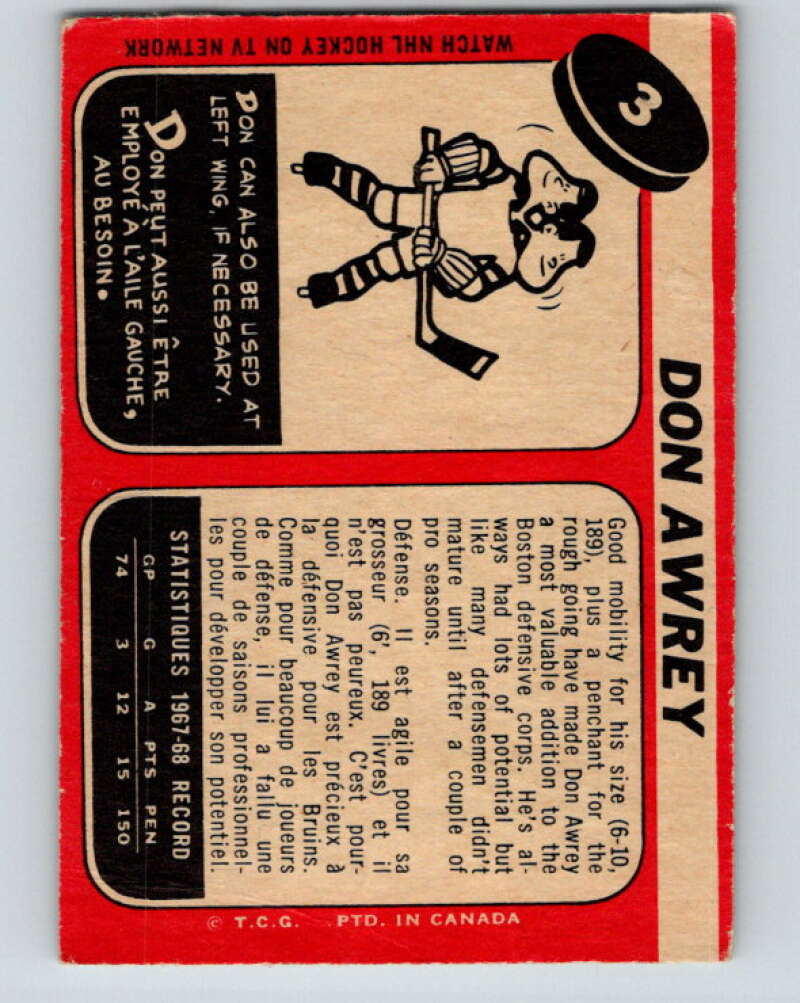 3
DON AWREY
WATCH NHL HOCKEY ON TV NETWORK
DON CAN ALSO BE USED AT
LEFT WING, IF NECESSARY.
DON PEUT AUSSI ÊTRE
EMPLOYÉ À L'AILE GAUCHE,
AU BESOIN.
Good mobility for his size (6-10,
189), plus a penchant for the
rough going have made Don Awrey
a most valuable addition to the
Boston defensive corps. He's al-
ways had lots of potential but
like many defensemen didn't
mature until after a couple of
pro seasons.
Défense. Il est agile pour sa
grosseur (6', 189 livres) et il
n'est pas peureux. C'est pour-
quoi Don Awrey est précieux à
la défensive pour les Bruins.
Comme pour beaucoup de joueurs
de défense, il lui a fallu une
couple de saisons professionnel-
les pour développer son potentiel.
STATISTIQUES 1967-68 RECORD
GP G A PTS PEN
74 3 12 15 150
© T.C.G. PTD. IN CANADA